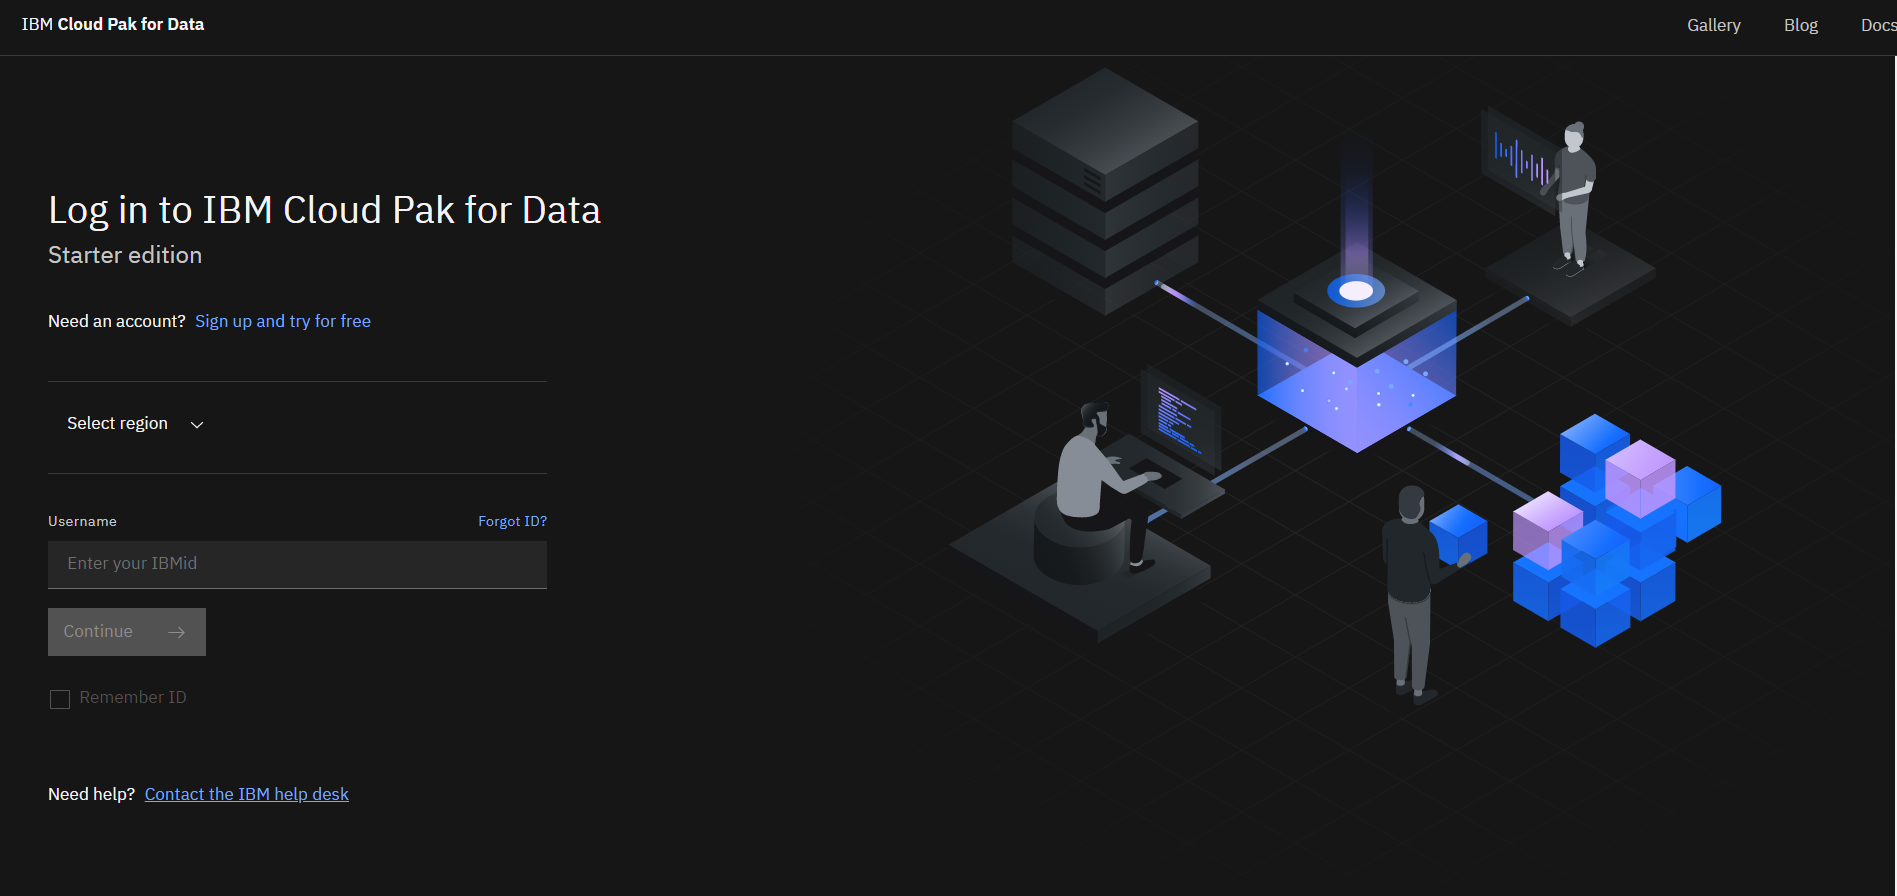 IBM Cloud Pak for Data
Gallery Blog Docs
Log in to IBM Cloud Pak for Data
Starter edition
Need an account? Sign up and try for free
Select region
Username Forgot ID?
Enter your IBMid
Continue
Remember ID
Need help? Contact the IBM help desk